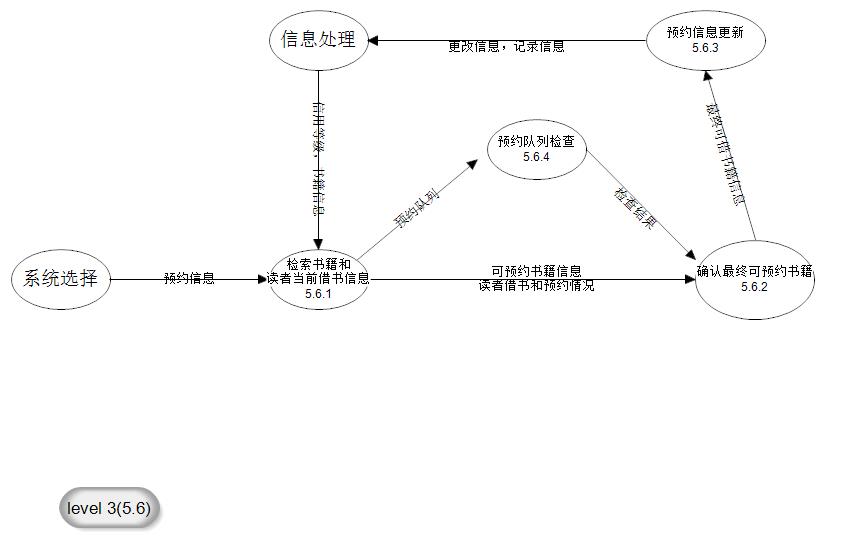 信息处理
更改信息，记录信息
预约信息更新
5.6.3
信用等级，书籍信息
预约队列检查
5.6.4
最终可借书籍信息
预约队列
检查结果
系统选择
预约信息
检索书籍和
读者当前借书信息
5.6.1
可预约书籍信息
读者借书和预约情况
确认最终可预约书籍
5.6.2
level 3(5.6)